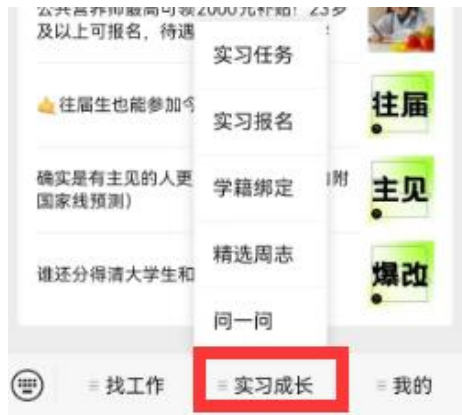 公共营养师最高可领2000元补贴！23岁
及以上可报名，待遇
往届生也能参加今
往届
确实是有主见的人更
附
国家线预测）
主见
谁还分得清大学生和
爆改
实习任务
实习报名
学籍绑定
精选周志
问一问
找工作
实习成长
我的